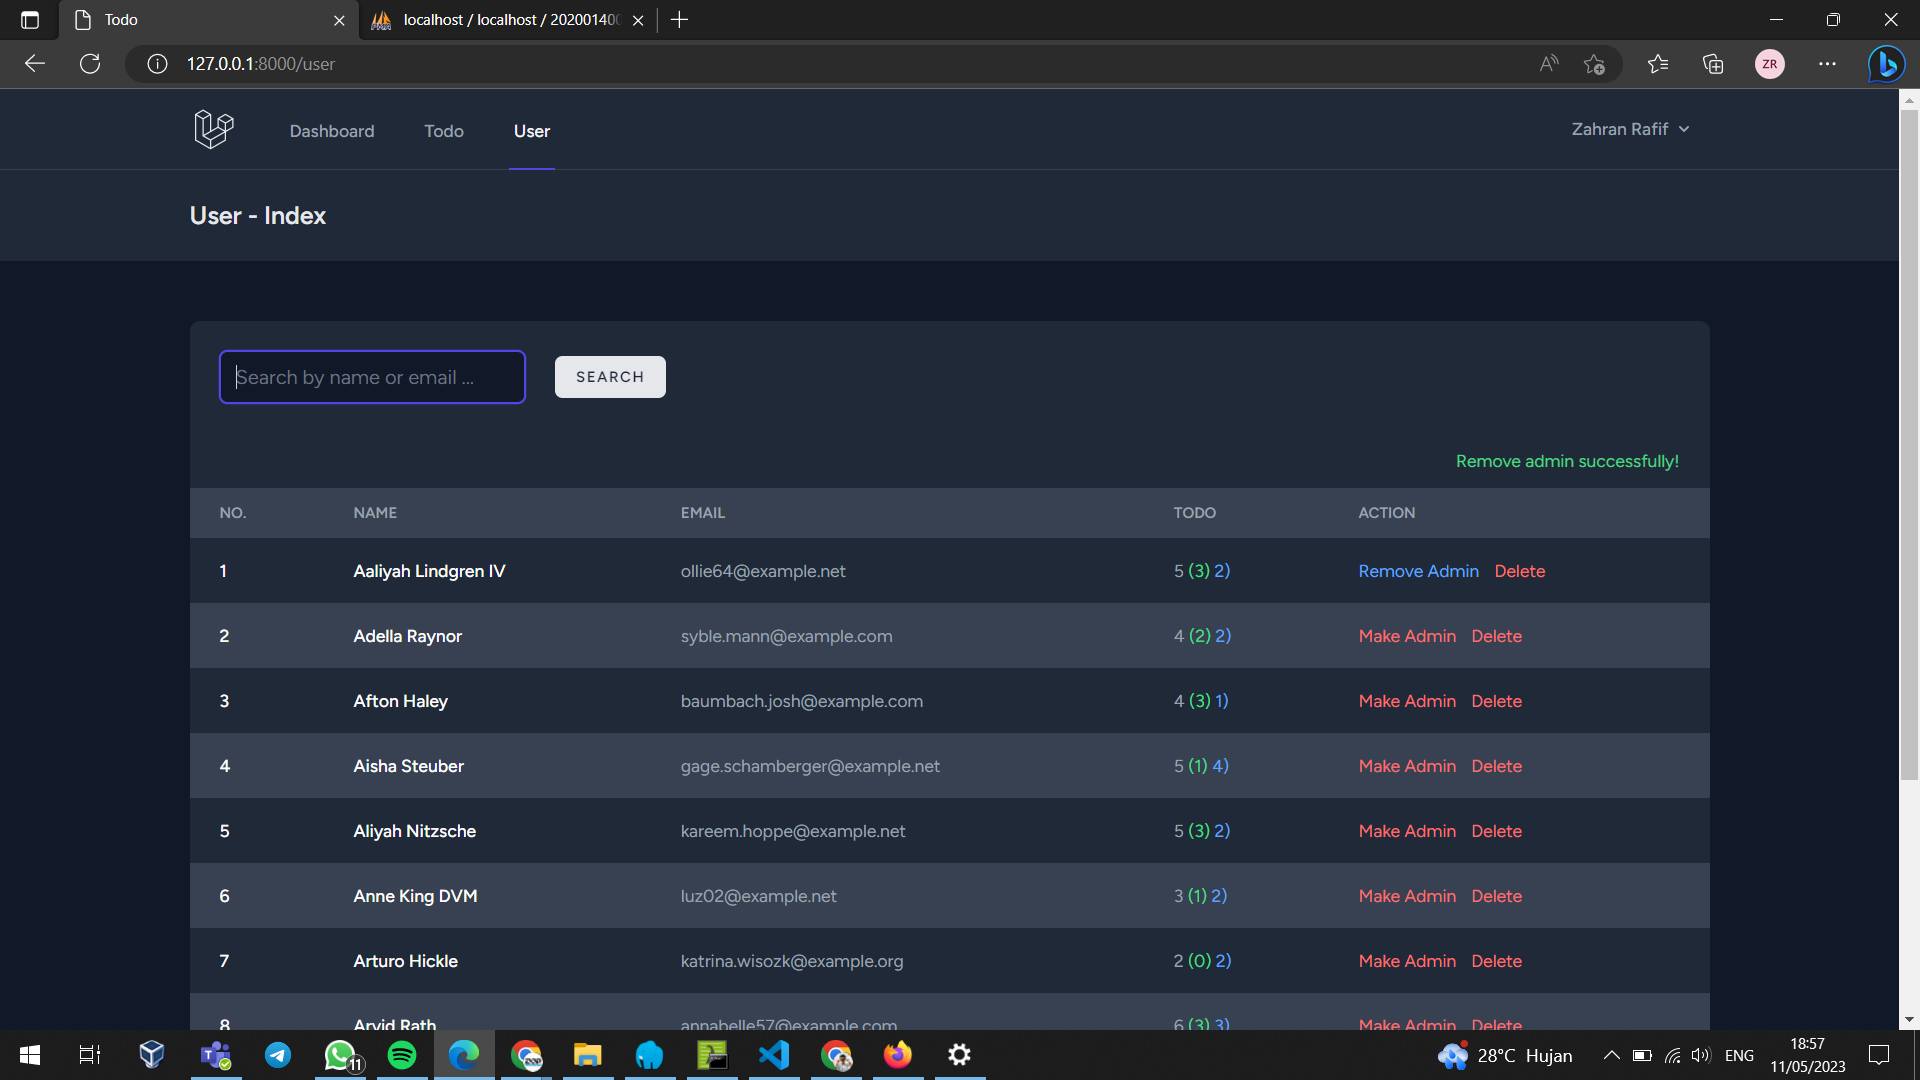 Todo
localhost / localhost / 202001400
127.0.0.1:8000/user
ZR
Dashboard
Todo
User
Zahran Rafif
User - Index
Search by name or email ...
SEARCH
Remove admin successfully!
NO. NAME EMAIL TODO ACTION
1 Aaliyah Lindgren IV ollie64@example.net 5 (3) 2) Remove Admin Delete
2 Adella Raynor syble.mann@example.com 4 (2) 2) Make Admin Delete
3 Afton Haley baumbach.josh@example.com 4 (3) 1) Make Admin Delete
4 Aisha Steuber gage.schamberger@example.net 5 (1) 4) Make Admin Delete
5 Aliyah Nitzsche kareem.hoppe@example.net 5 (3) 2) Make Admin Delete
6 Anne King DVM luz02@example.net 3 (1) 2) Make Admin Delete
7 Arturo Hickle katrina.wisozk@example.org 2 (0) 2) Make Admin Delete
8 Arvid Rath annabelle57@example.com 6 (3) 3) Make Admin Delete
11
28°C Hujan
ENG
18:57
11/05/2023